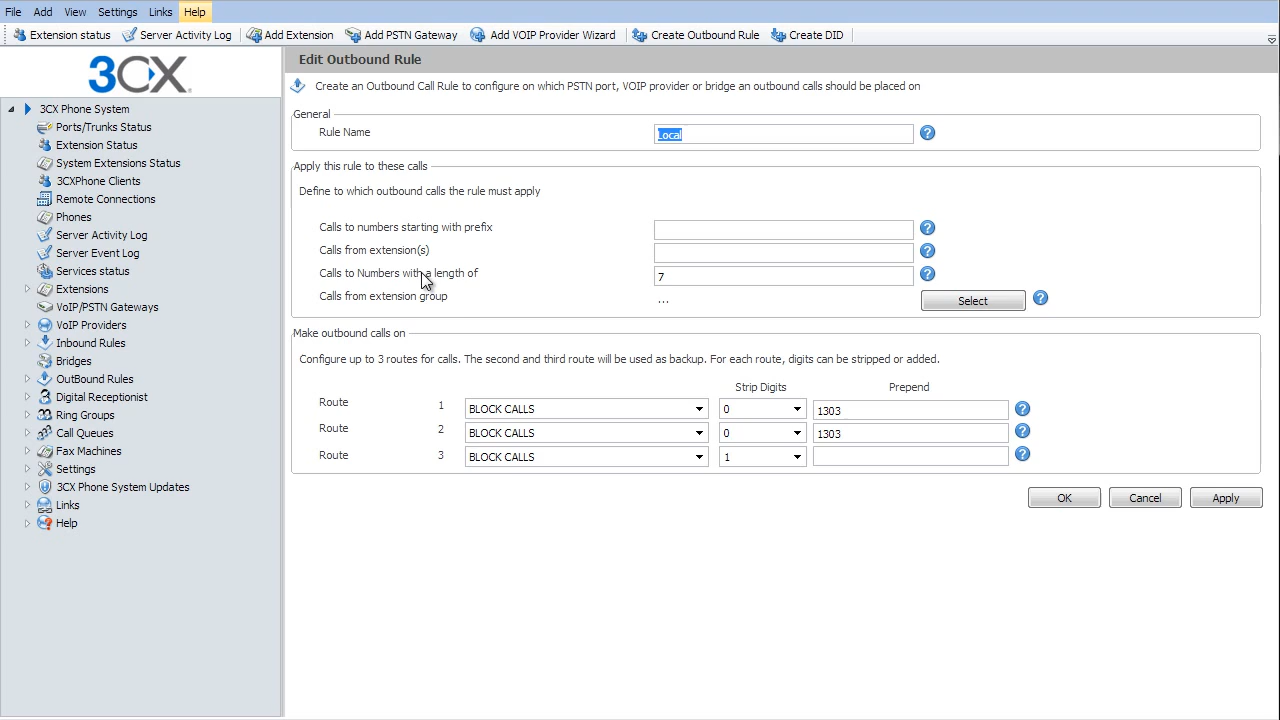 File Add View Settings Links Help
Extension status Server Activity Log Add Extension Add PSTN Gateway Add VOIP Provider Wizard Create Outbound Rule Create DID
3CX
3CX Phone System
Ports/Trunks Status
Extension Status
System Extensions Status
3CXPhone Clients
Remote Connections
Phones
Server Activity Log
Server Event Log
Services status
Extensions
VoIP/PSTN Gateways
VoIP Providers
Inbound Rules
Bridges
OutBound Rules
Digital Receptionist
Ring Groups
Call Queues
Fax Machines
Settings
3CX Phone System Updates
Links
Help
Edit Outbound Rule
Create an Outbound Call Rule to configure on which PSTN port, VOIP provider or bridge an outbound calls should be placed on
General
Rule Name Local ?
Apply this rule to these calls
Define to which outbound calls the rule must apply
Calls to numbers starting with prefix ?
Calls from extension(s) ?
Calls to Numbers with a length of 7 ?
Calls from extension group ... Select ?
Make outbound calls on
Configure up to 3 routes for calls. The second and third route will be used as backup. For each route, digits can be stripped or added.
Strip Digits Prepend
Route 1 BLOCK CALLS 0 1303 ?
Route 2 BLOCK CALLS 0 1303 ?
Route 3 BLOCK CALLS 1 ?
OK Cancel Apply